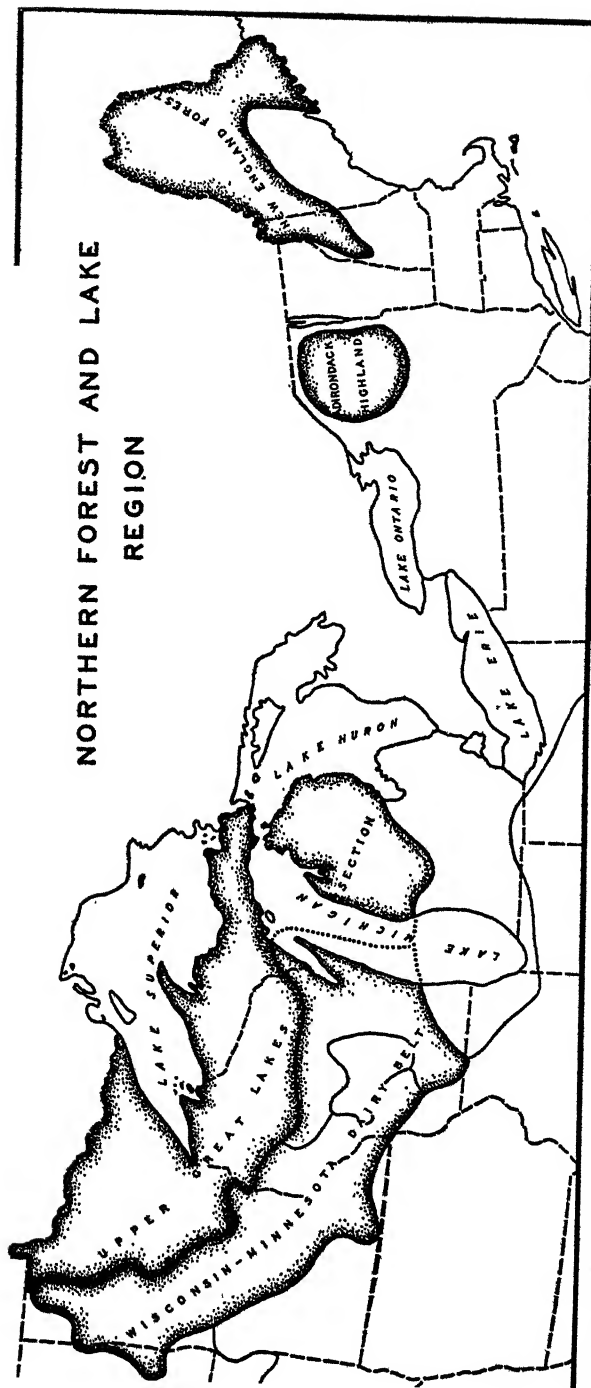 NORTHERN FOREST AND LAKE
REGION
NEW ENGLAND FOREST
ADIRONDACK
HIGHLAND
LAKE ONTARIO
LAKE ERIE
LAKE HURON
LAKE SUPERIOR
LAKE MICHIGAN
UPPER GREAT LAKES SECTION
WISCONSIN-MINNESOTA DAIRY BELT